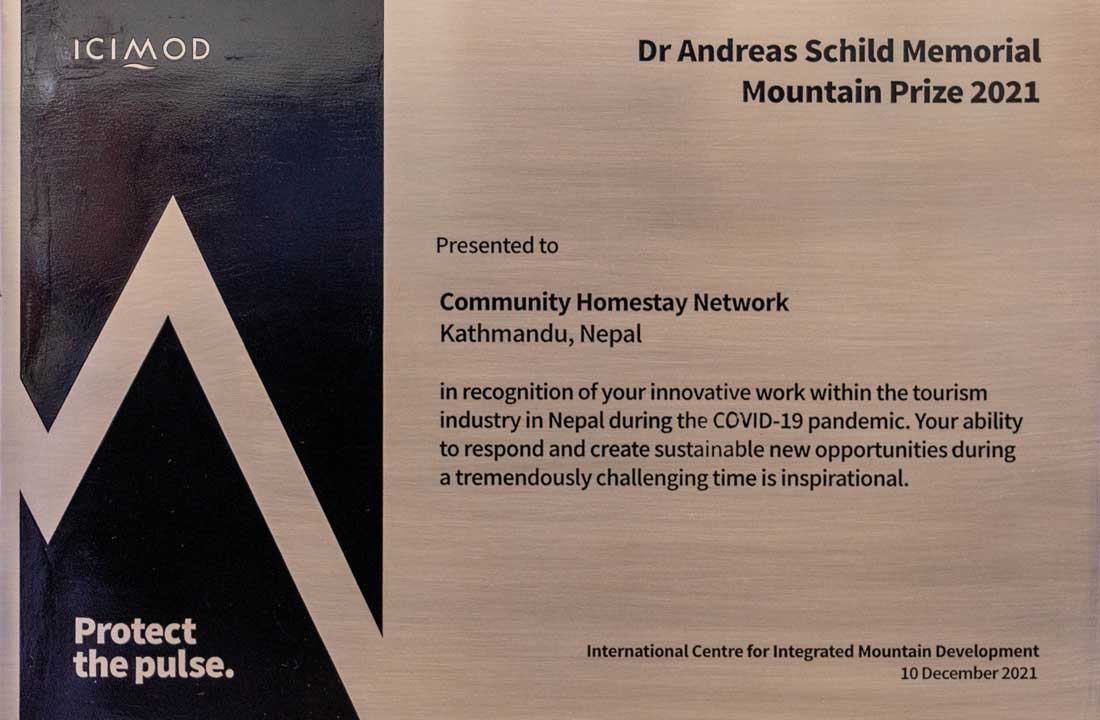 ICIMOD
Dr Andreas Schild Memorial
Mountain Prize 2021
Presented to
Community Homestay Network
Kathmandu, Nepal
in recognition of your innovative work within the tourism
industry in Nepal during the COVID-19 pandemic. Your ability
to respond and create sustainable new opportunities during
a tremendously challenging time is inspirational.
Protect
the pulse.
International Centre for Integrated Mountain Development
10 December 2021